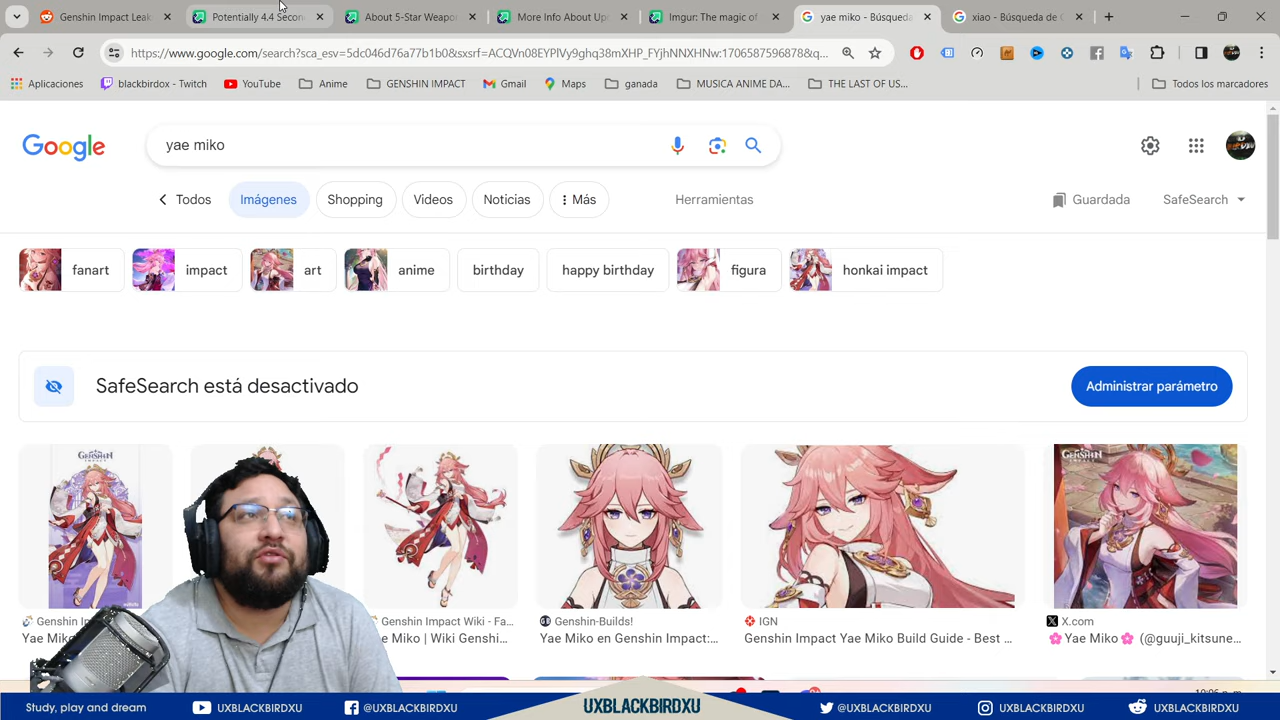 Genshin Impact Leak
Potentially 4.4 Secon
About 5-Star Weapo
More Info About Up
Imgur: The magic of
yae miko - Búsqueda
xiao - Búsqueda de G
https://www.google.com/search?sca_esv=5dc046d76a77b1b0&sxsrf=ACQVn08EYPlVy9ghq38mXHP_FYjhNNXHNw:1706587596878&q...
Aplicaciones
blackbirdox - Twitch
YouTube
Anime
GENSHIN IMPACT
Gmail
Maps
ganada
MUSICA ANIME DA...
THE LAST OF US...
Todos los marcadores
Google
yae miko
Todos
Imágenes
Shopping
Videos
Noticias
Más
Herramientas
Guardada
SafeSearch
fanart
impact
art
anime
birthday
happy birthday
figura
honkai impact
SafeSearch está desactivado
Administrar parámetro
GENSHIN
GENSHIN
Genshin Im
Genshin Impact Wiki - Fa...
Genshin-Builds!
IGN
X.com
Yae Mik
e Miko | Wiki Genshi...
Yae Miko en Genshin Impact:...
Genshin Impact Yae Miko Build Guide - Best ...
Yae Miko (@guuji_kitsune...
Study, play and dream
UXBLACKBIRDXU
@UXBLACKBIRDXU
UXBLACKBIRDXU
@UXBLACKBIRDXU
UXBLACKBIRDXU
UXBLACKBIRDXU